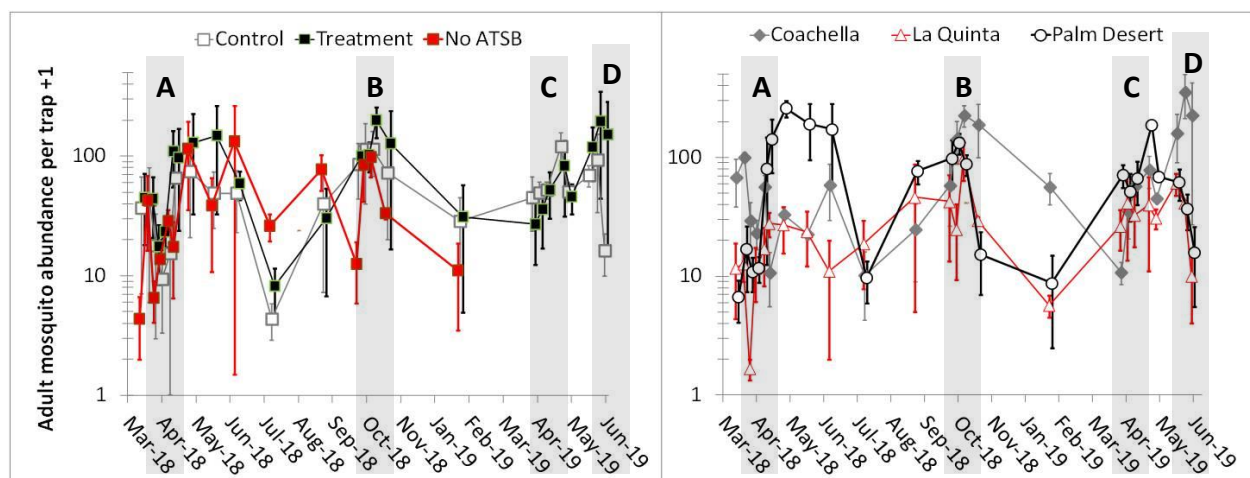 Control Treatment No ATSB
Coachella La Quinta Palm Desert
Adult mosquito abundance per trap +1
A B C D
100
10
1
Mar-18 Apr-18 May-18 Jun-18 Jul-18 Aug-18 Sep-18 Oct-18 Nov-18 Jan-19 Feb-19 Mar-19 Apr-19 May-19 Jun-19
A B C D
100
10
1
Mar-18 Apr-18 May-18 Jun-18 Jul-18 Aug-18 Sep-18 Oct-18 Nov-18 Jan-19 Feb-19 Mar-19 Apr-19 May-19 Jun-19